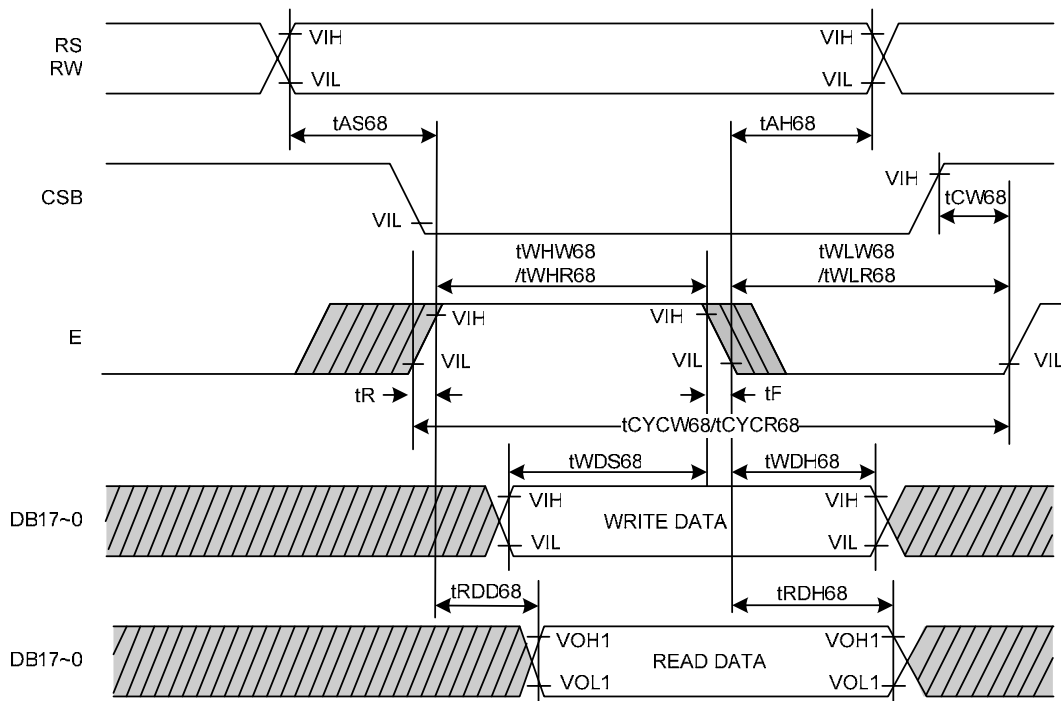 RS
RW
VIH
VIH
VIL
VIL
tAS68
tAH68
CSB
VIL
VIH
tCW68
tWHW68
/tWHR68
tWLW68
/tWLR68
E
VIH
VIH
VIL
VIL
VIL
tR
tF
tCYCW68/tCYCR68
tWDS68
tWDH68
DB17~0
VIH
WRITE DATA
VIH
VIL
VIL
tRDD68
tRDH68
DB17~0
VOH1
READ DATA
VOH1
VOL1
VOL1